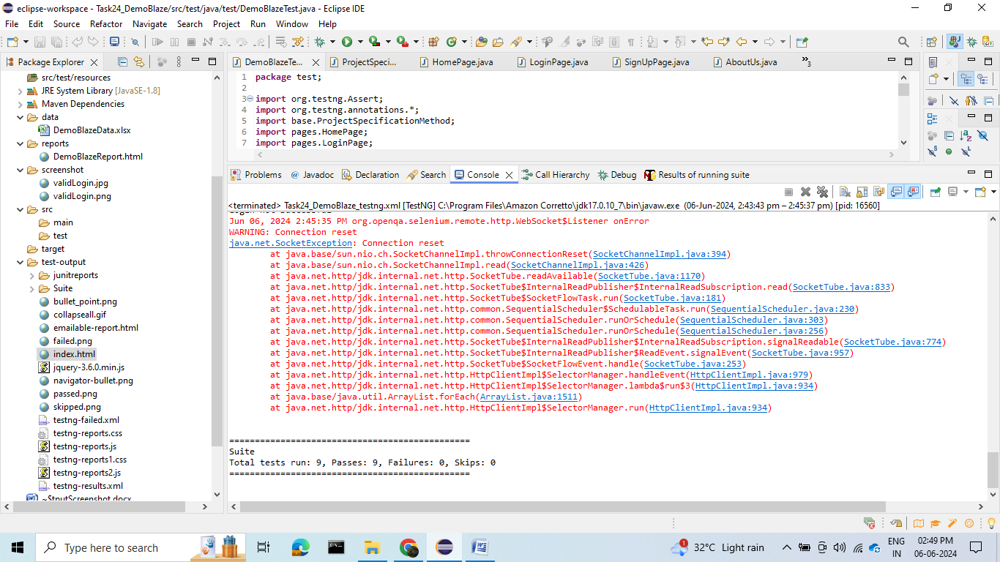 eclipse-workspace - Task24_DemoBlaze/src/test/java/test/DemoBlazeTest.java - Eclipse IDE
File Edit Source Refactor Navigate Search Project Run Window Help
Package Explorer
src/test/resources
JRE System Library [JavaSE-1.8]
Maven Dependencies
data
DemoBlazeData.xlsx
reports
DemoBlazeReport.html
screenshot
validLogin.jpg
validLogin.png
src
main
test
target
test-output
junitreports
Suite
bullet_point.png
collapseall.gif
emailable-report.html
failed.png
index.html
jquery-3.6.0.min.js
navigator-bullet.png
passed.png
skipped.png
testng-failed.xml
testng-reports.css
testng-reports.js
testng-reports1.css
testng-reports2.js
testng-results.xml
~$tputScreenshot.docx
DemoBlazeTe... ProjectSpeci... HomePage.java LoginPage.java SignUpPage.java AboutUs.java »3
1 package test;
2
3 import org.testng.Assert;
4 import org.testng.annotations.*;
5 import base.ProjectSpecificationMethod;
6 import pages.HomePage;
7 import pages.LoginPage;
Problems @ Javadoc Declaration Search Console Call Hierarchy Debug Results of running suite
<terminated> Task24_DemoBlaze_testng.xml [TestNG] C:\Program Files\Amazon Corretto\jdk17.0.10_7\bin\javaw.exe (06-Jun-2024, 2:43:43 pm – 2:45:37 pm) [pid: 16560]
Jun 06, 2024 2:45:35 PM org.openqa.selenium.remote.http.WebSocket$Listener onError
WARNING: Connection reset
java.net.SocketException: Connection reset
at java.base/sun.nio.ch.SocketChannelImpl.throwConnectionReset(SocketChannelImpl.java:394)
at java.base/sun.nio.ch.SocketChannelImpl.read(SocketChannelImpl.java:426)
at java.net.http/jdk.internal.net.http.SocketTube.readAvailable(SocketTube.java:1170)
at java.net.http/jdk.internal.net.http.SocketTube$InternalReadPublisher$InternalReadSubscription.read(SocketTube.java:833)
at java.net.http/jdk.internal.net.http.SocketTube$SocketFlowTask.run(SocketTube.java:181)
at java.net.http/jdk.internal.net.http.common.SequentialScheduler$SchedulableTask.run(SequentialScheduler.java:230)
at java.net.http/jdk.internal.net.http.common.SequentialScheduler.runOrSchedule(SequentialScheduler.java:303)
at java.net.http/jdk.internal.net.http.common.SequentialScheduler.runOrSchedule(SequentialScheduler.java:256)
at java.net.http/jdk.internal.net.http.SocketTube$InternalReadPublisher$InternalReadSubscription.signalReadable(SocketTube.java:774)
at java.net.http/jdk.internal.net.http.SocketTube$InternalReadPublisher$ReadEvent.signalEvent(SocketTube.java:957)
at java.net.http/jdk.internal.net.http.SocketTube$SocketFlowEvent.handle(SocketTube.java:253)
at java.net.http/jdk.internal.net.http.HttpClientImpl$SelectorManager.handleEvent(HttpClientImpl.java:979)
at java.net.http/jdk.internal.net.http.HttpClientImpl$SelectorManager.lambda$run$3(HttpClientImpl.java:934)
at java.base/java.util.ArrayList.forEach(ArrayList.java:1511)
at java.net.http/jdk.internal.net.http.HttpClientImpl$SelectorManager.run(HttpClientImpl.java:934)
===============================================
Suite
Total tests run: 9, Passes: 9, Failures: 0, Skips: 0
===============================================
Type here to search
1
32°C Light rain
ENG
IN
02:49 PM
06-06-2024